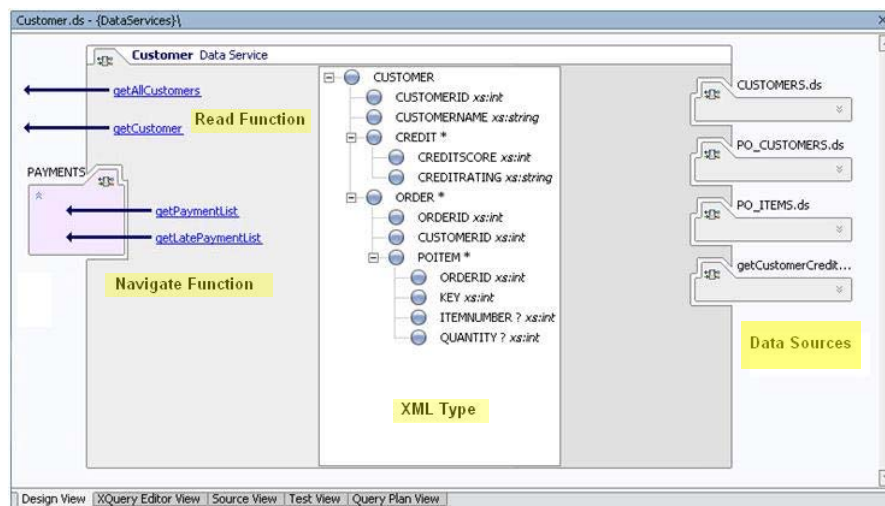 Customer.ds - {DataServices}\
Customer Data Service
getAllCustomers
Read Function
getCustomer
PAYMENTS
getPaymentList
getLatePaymentList
Navigate Function
CUSTOMER
CUSTOMERID xs:int
CUSTOMERNAME xs:string
CREDIT *
CREDITSCORE xs:int
CREDITRATING xs:string
ORDER *
ORDERID xs:int
CUSTOMERID xs:int
POITEM *
ORDERID xs:int
KEY xs:int
ITEMNUMBER ? xs:int
QUANTITY ? xs:int
XML Type
CUSTOMERS.ds
PO_CUSTOMERS.ds
PO_ITEMS.ds
getCustomerCredit...
Data Sources
Design View XQuery Editor View Source View Test View Query Plan View